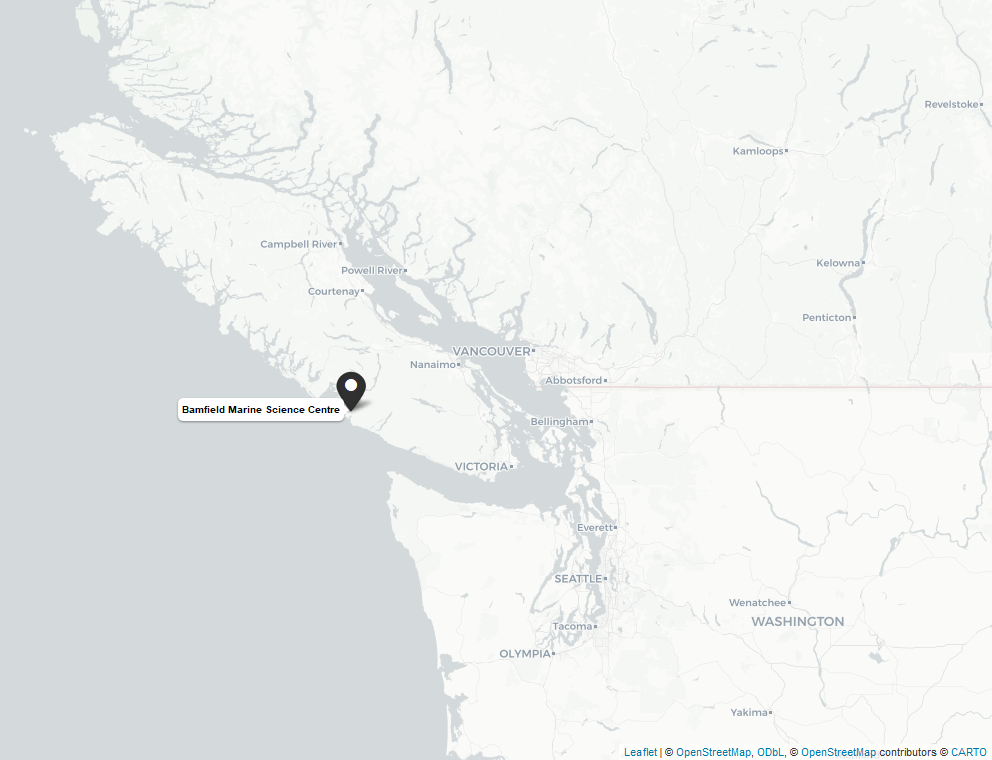 Revelstoke
Kamloops
Campbell River
Kelowna
Powell River
Courtenay
Penticton
VANCOUVER
Nanaimo
Abbotsford
Bamfield Marine Science Centre
Bellingham
VICTORIA
Everett
SEATTLE
Wenatchee
WASHINGTON
Tacoma
OLYMPIA
Yakima
Leaflet | © OpenStreetMap, ODbL, © OpenStreetMap contributors © CARTO